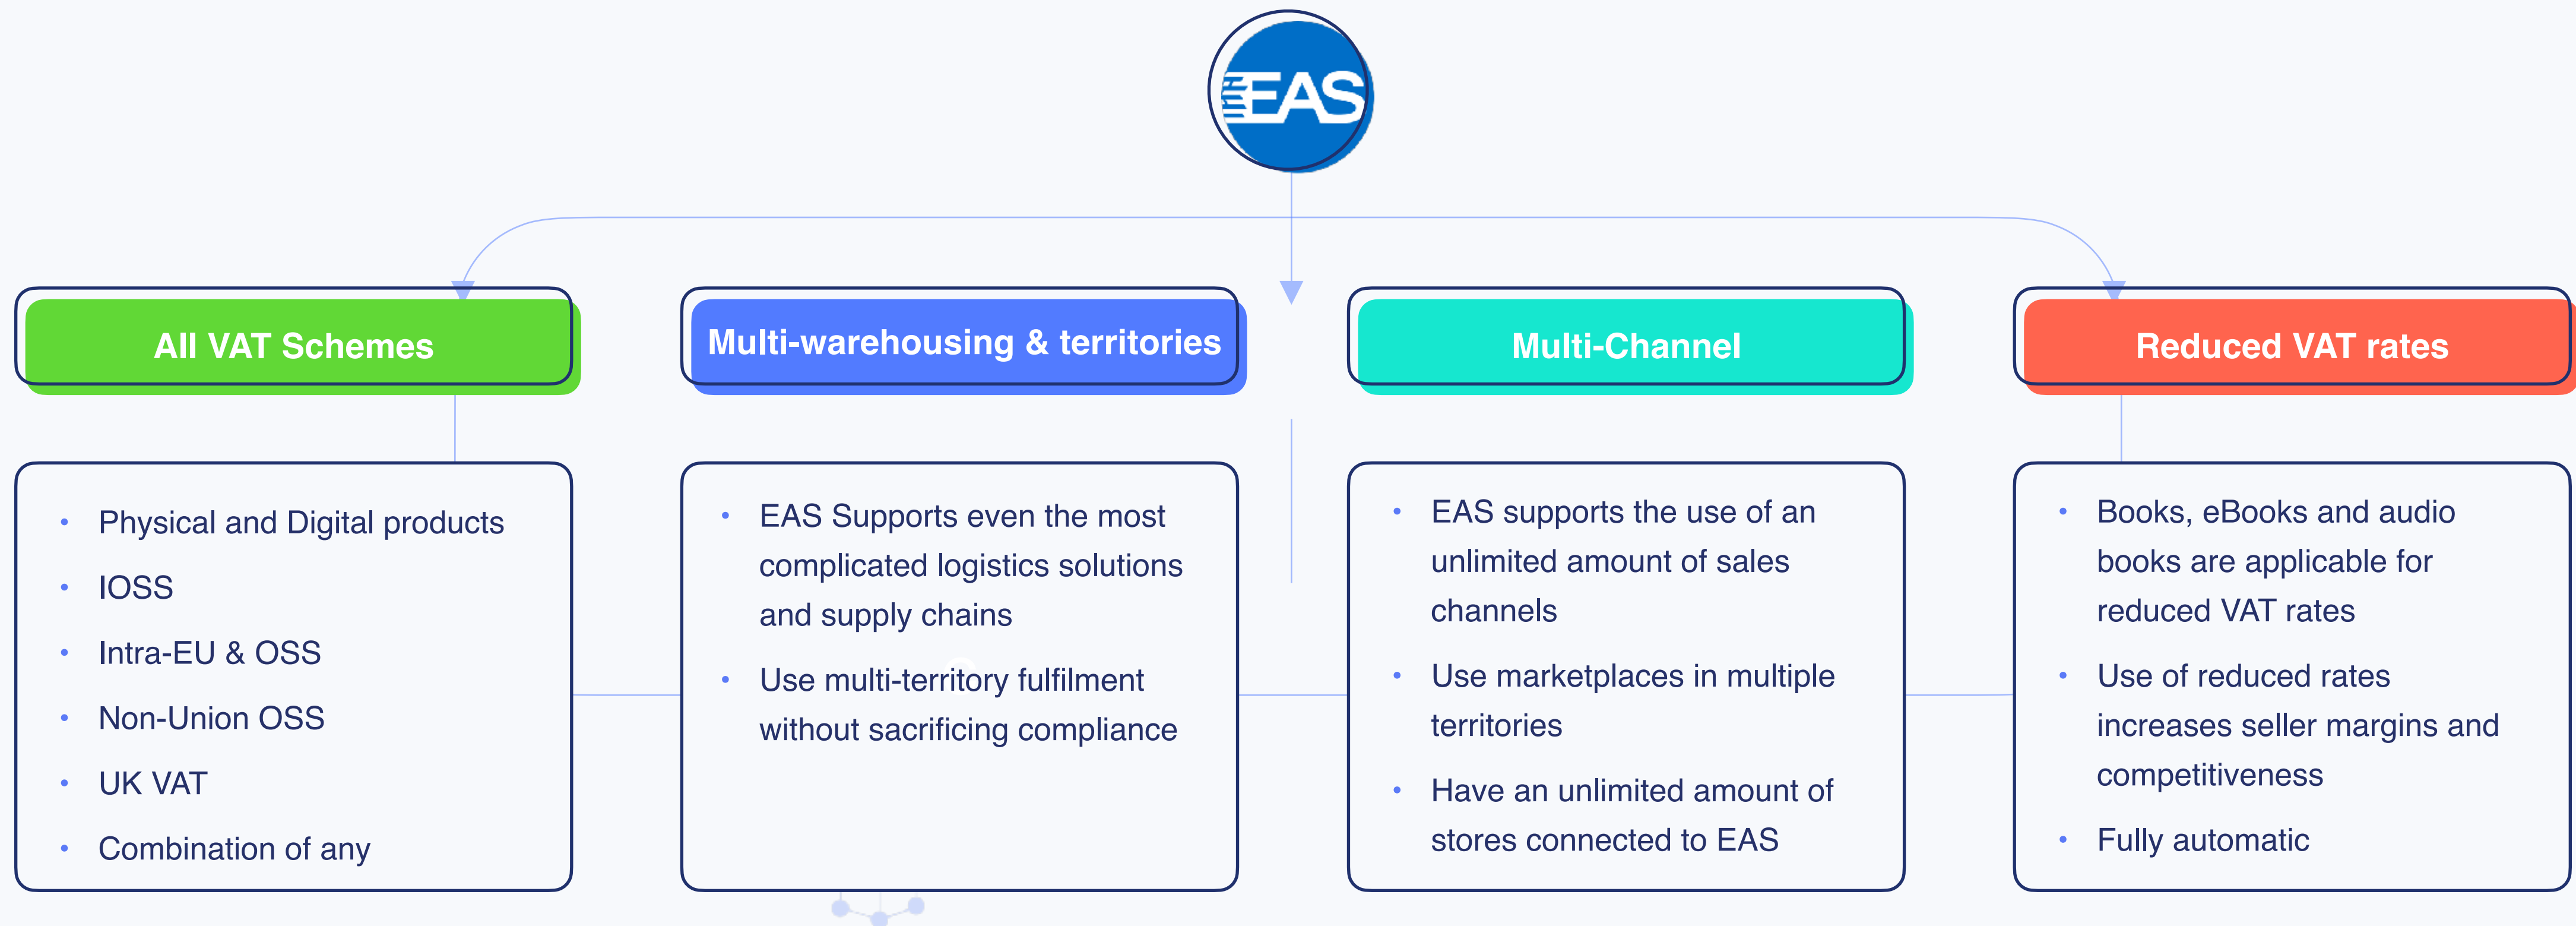 EAS
All VAT Schemes
Physical and Digital products
IOSS
Intra-EU & OSS
Non-Union OSS
UK VAT
Combination of any
Multi-warehousing & territories
EAS Supports even the most
complicated logistics solutions
and supply chains
Use multi-territory fulfilment
without sacrificing compliance
Multi-Channel
EAS supports the use of an
unlimited amount of sales
channels
Use marketplaces in multiple
territories
Have an unlimited amount of
stores connected to EAS
Reduced VAT rates
Books, eBooks and audio
books are applicable for
reduced VAT rates
Use of reduced rates
increases seller margins and
competitiveness
Fully automatic